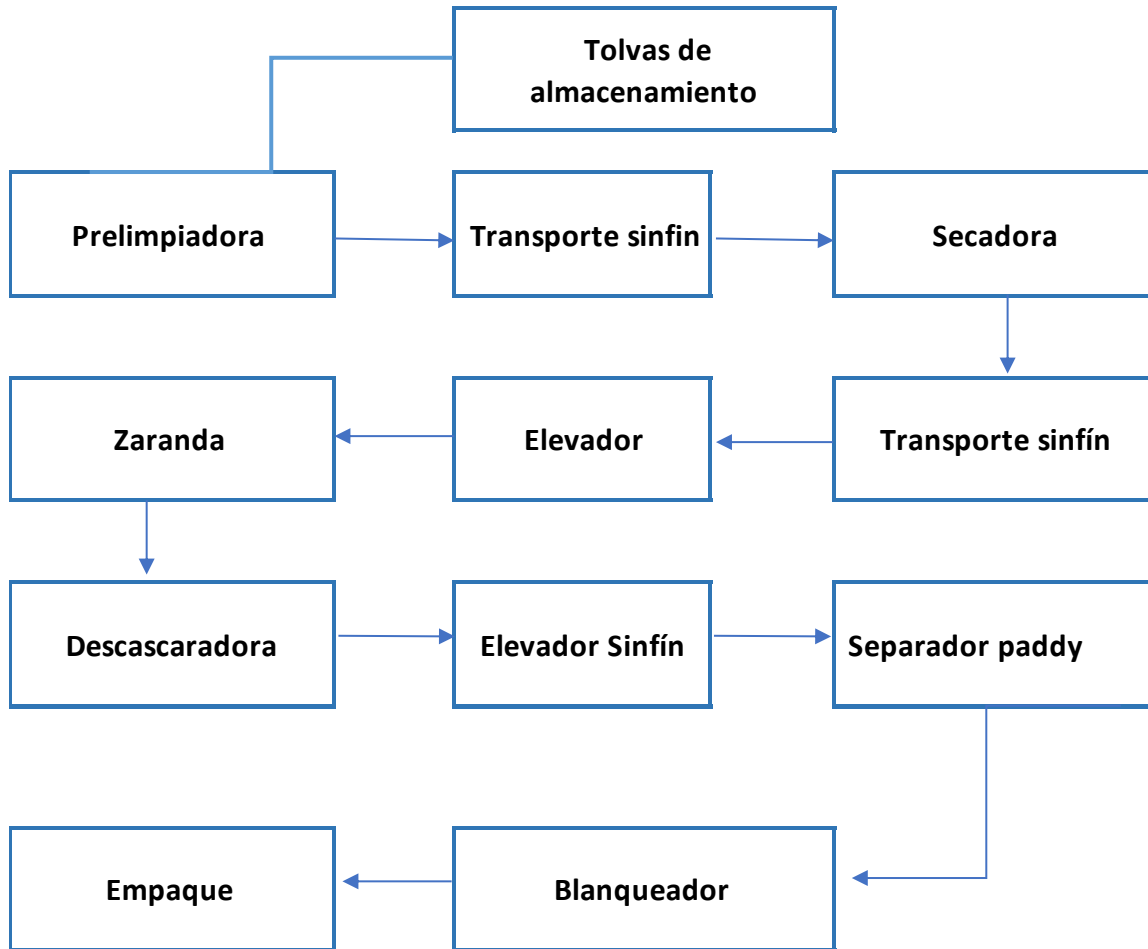 Tolvas de
almacenamiento
Prelimpiadora
Transporte sinfin
Secadora
Zaranda
Elevador
Transporte sinfín
Descascaradora
Elevador Sinfín
Separador paddy
Empaque
Blanqueador